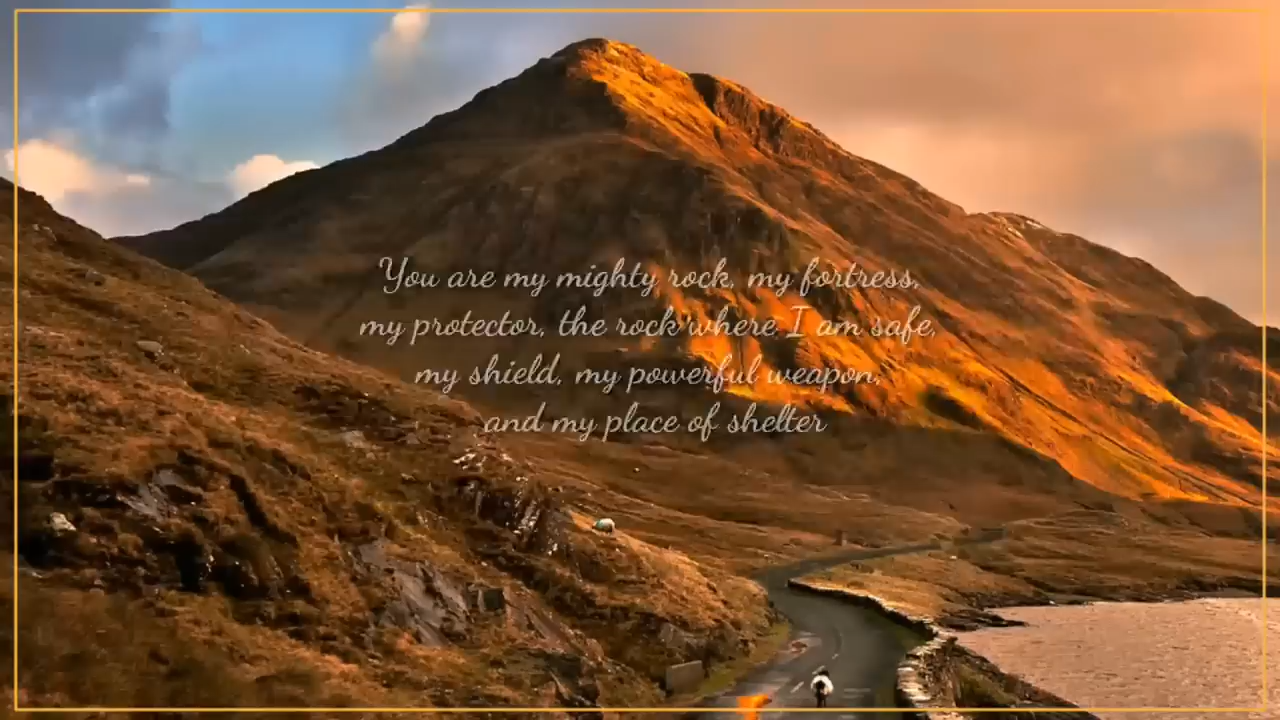 You are my mighty rock, my fortress,
my protector, the rock where I am safe,
my shield, my powerful weapon,
and my place of shelter